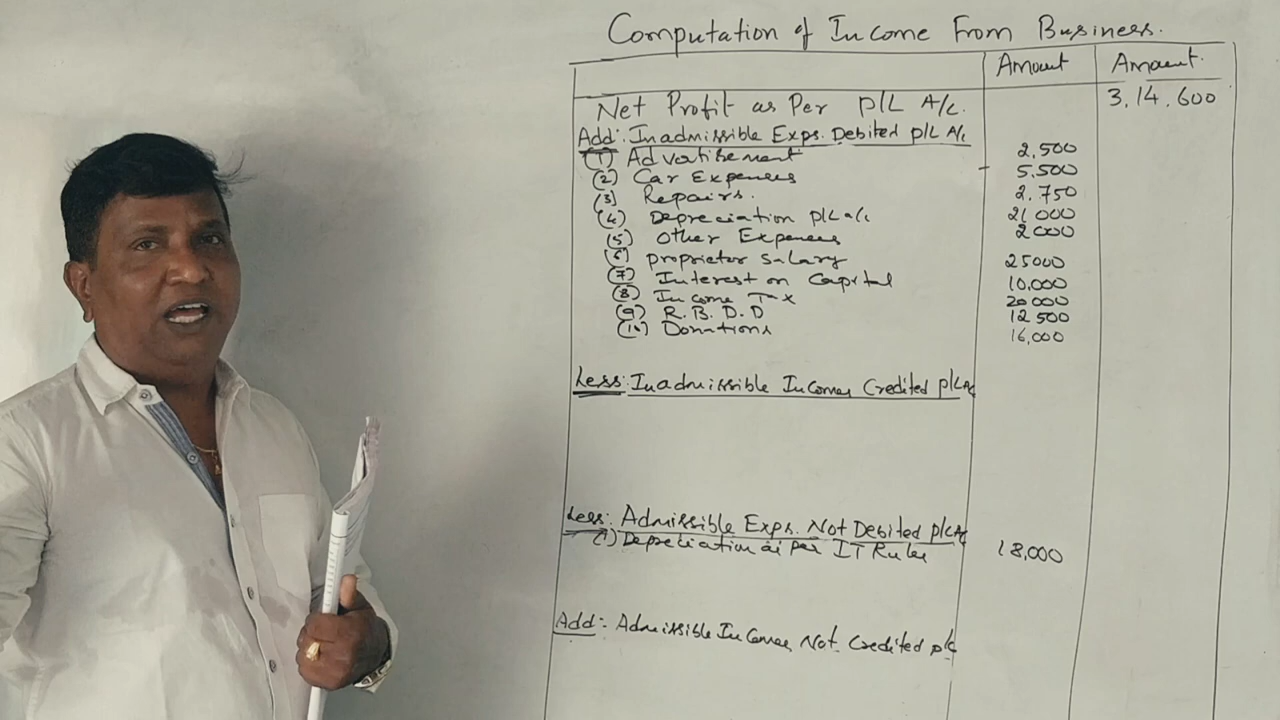 Computation of Income From Business.
Amount Amount.
Net Profit as Per P/L A/c. 3,14,600
Add: Inadmissible Exps. Debited P/L A/c
(1) Advertisement 2,500
(2) Car Expenses 5,500
(3) Repairs. 2,750
(4) Depreciation P/L a/c 21000
(5) Other Expenses 2000
(6) Proprietor Salary 25000
(7) Interest on Capital 10,000
(8) Income Tax 20000
(9) R. B. D. D 12500
(10) Donations 16,000
Less: Inadmissible Incomes Credited P/L A/c
Less: Admissible Exps. Not Debited P/L A/c
(1) Depreciation as Per IT Rules 18,000
Add: Admissible Incomes Not Credited P/L